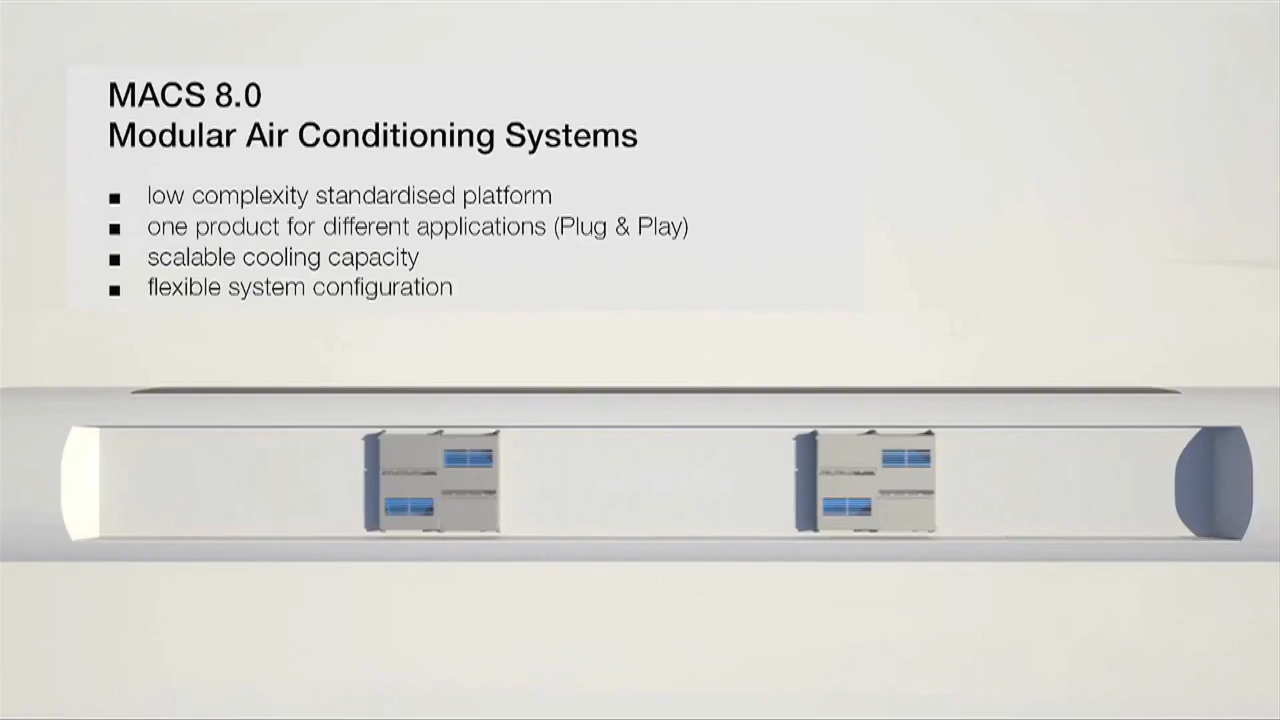 MACS 8.0
Modular Air Conditioning Systems
■ low complexity standardised platform
■ one product for different applications (Plug & Play)
■ scalable cooling capacity
■ flexible system configuration